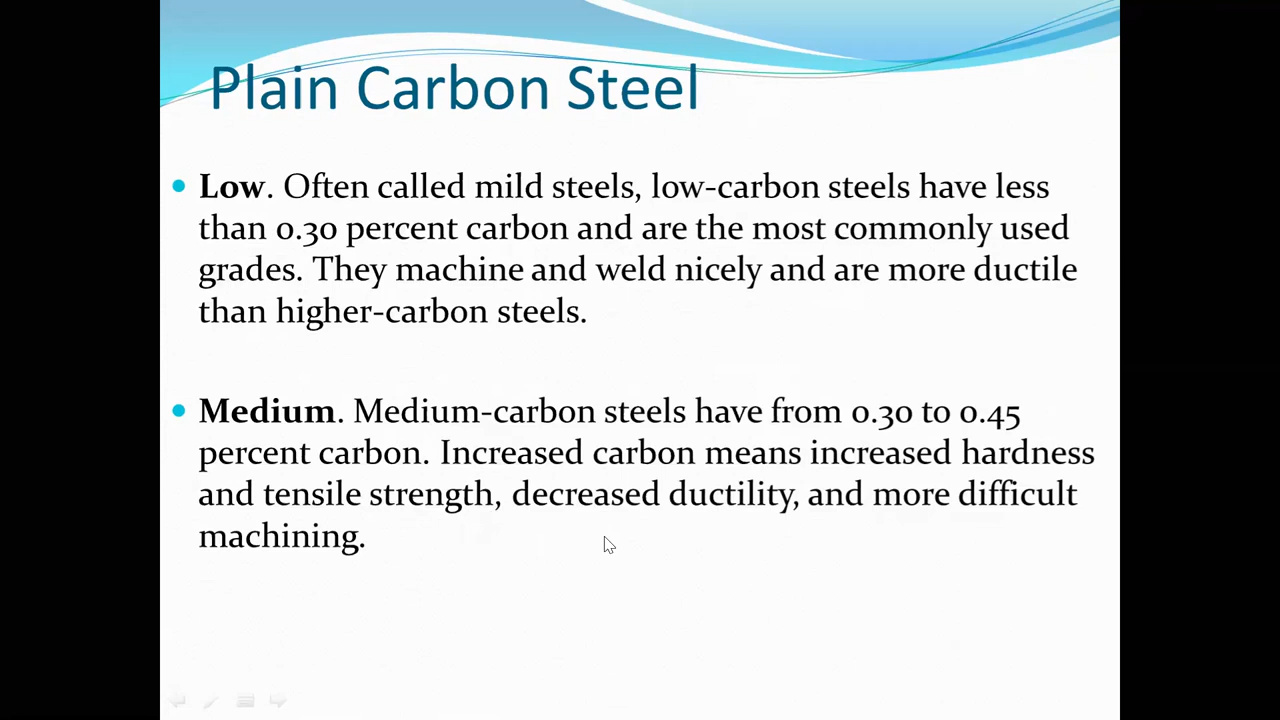 Plain Carbon Steel
Low. Often called mild steels, low-carbon steels have less
than 0.30 percent carbon and are the most commonly used
grades. They machine and weld nicely and are more ductile
than higher-carbon steels.
Medium. Medium-carbon steels have from 0.30 to 0.45
percent carbon. Increased carbon means increased hardness
and tensile strength, decreased ductility, and more difficult
machining.